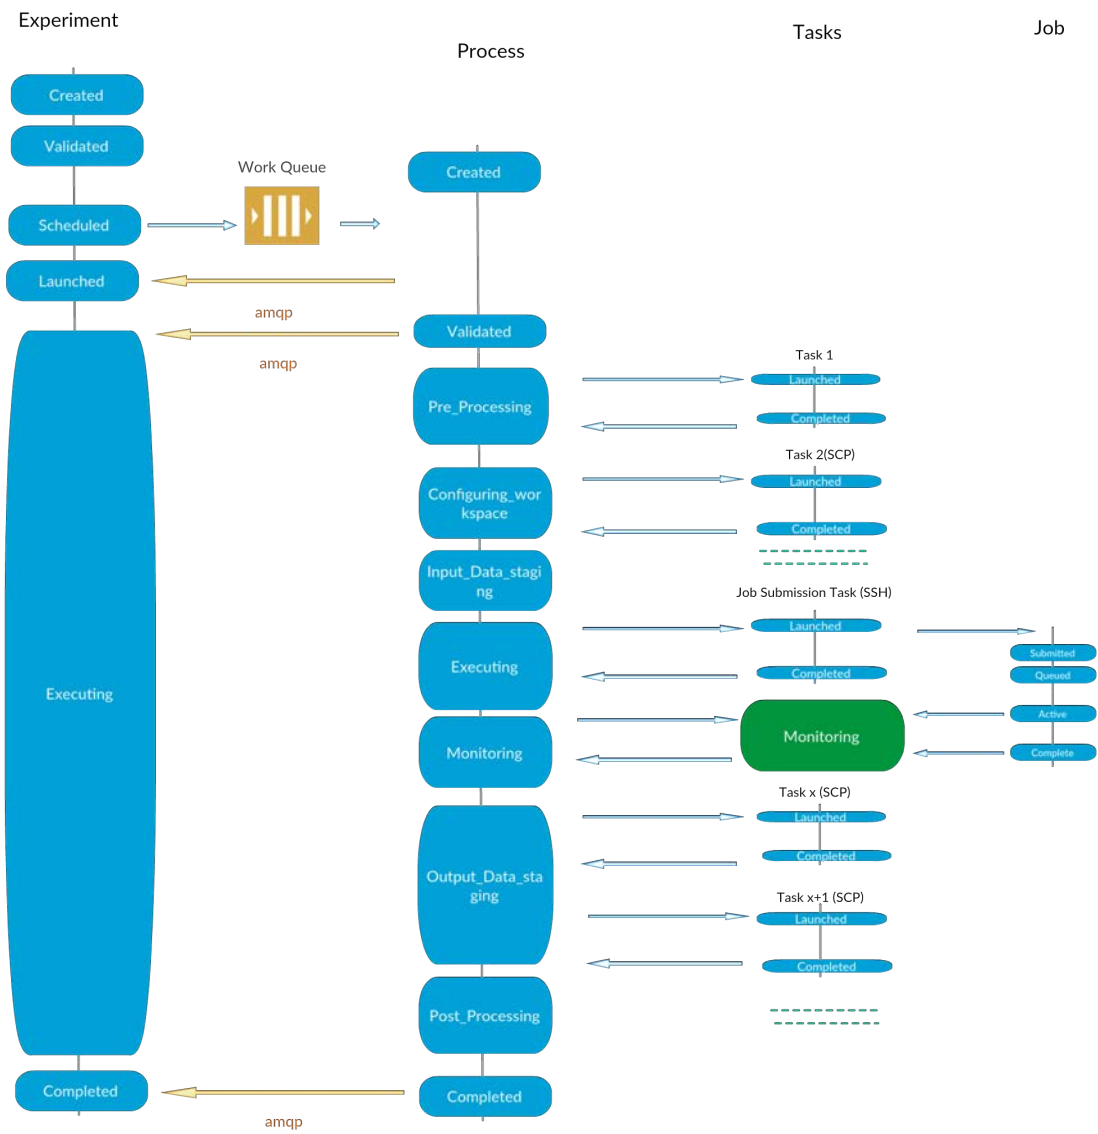 Experiment
Process
Tasks
Job
Created
Validated
Scheduled
Launched
Executing
Completed
Work Queue
amqp
amqp
amqp
Created
Validated
Pre_Processing
Configuring_wor
kspace
Input_Data_stagi
ng
Executing
Monitoring
Output_Data_sta
ging
Post_Processing
Completed
Task 1
Launched
Completed
Task 2(SCP)
Launched
Completed
Job Submission Task (SSH)
Launched
Completed
Monitoring
Task x (SCP)
Launched
Completed
Task x+1 (SCP)
Launched
Completed
Submitted
Queued
Active
Complete